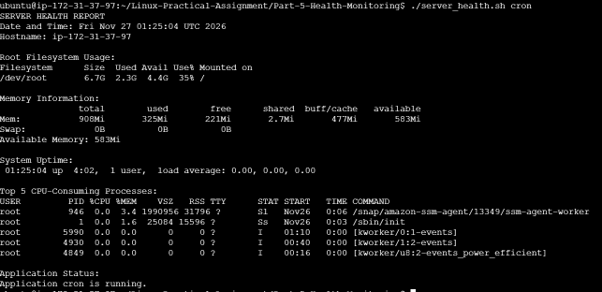 ubuntu@ip-172-31-37-97:~/Linux-Practical-Assignment/Part-5-Health-Monitoring$ ./server_health.sh cron
SERVER HEALTH REPORT
Date and Time: Fri Nov 27 01:25:04 UTC 2026
Hostname: ip-172-31-37-97

Root Filesystem Usage:
Filesystem      Size  Used Avail Use% Mounted on
/dev/root       6.7G  2.3G  4.4G  35% /

Memory Information:
               total        used        free      shared  buff/cache   available
Mem:           908Mi       325Mi       221Mi       2.7Mi       477Mi       583Mi
Swap:             0B          0B          0B
Available Memory: 583Mi

System Uptime:
 01:25:04 up  4:02,  1 user,  load average: 0.00, 0.00, 0.00

Top 5 CPU-Consuming Processes:
USER         PID %CPU %MEM    VSZ   RSS TTY      STAT START   TIME COMMAND
root         946  0.0  3.4 1990956 31796 ?       Sl   Nov26   0:06 /snap/amazon-ssm-agent/13349/ssm-agent-worker
root           1  0.0  1.6  25084 15596 ?        Ss   Nov26   0:03 /sbin/init
root        5990  0.0  0.0      0     0 ?        I    01:10   0:00 [kworker/0:1-events]
root        4930  0.0  0.0      0     0 ?        I    00:40   0:00 [kworker/1:2-events]
root        4849  0.0  0.0      0     0 ?        I    00:16   0:00 [kworker/u8:2-events_power_efficient]

Application Status:
Application cron is running.